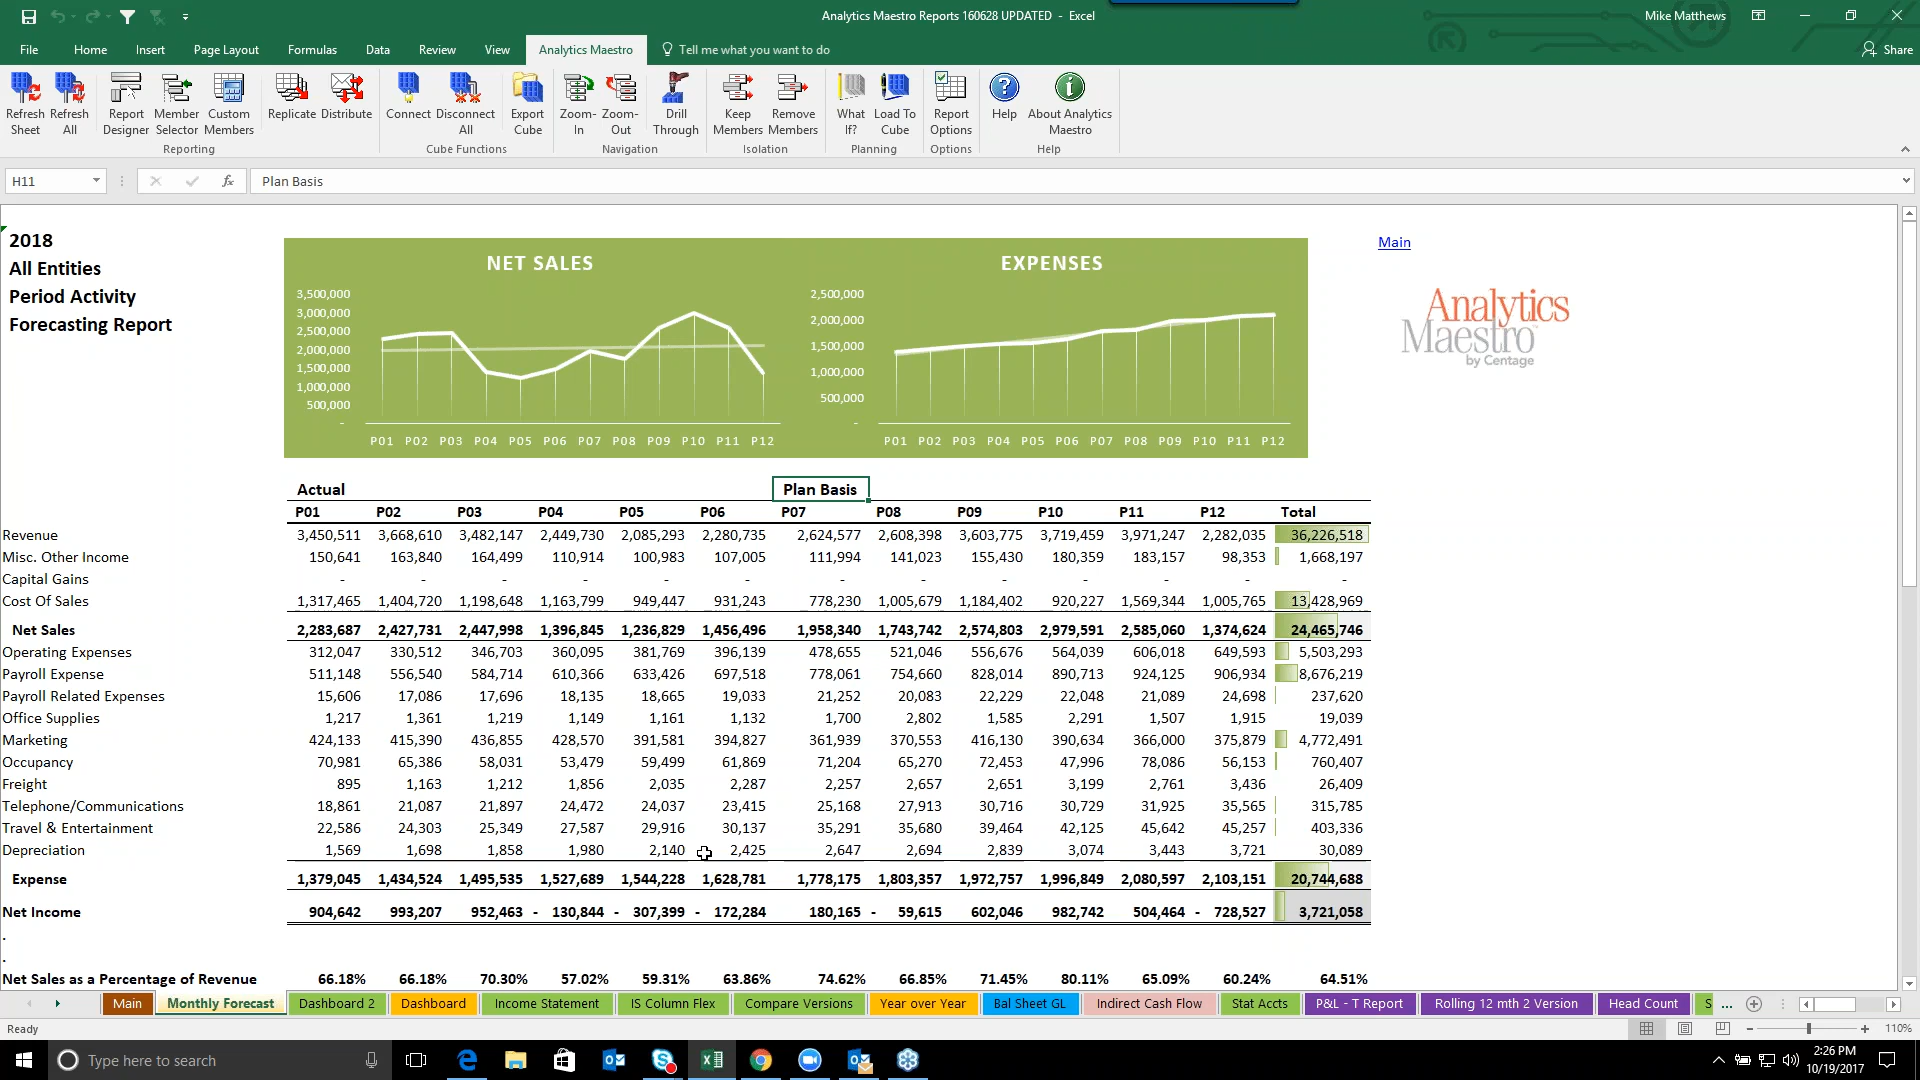 Analytics Maestro Reports 160628 UPDATED - Excel
Mike Matthews
File Home Insert Page Layout Formulas Data Review View Analytics Maestro Tell me what you want to do Share
Refresh Sheet
Refresh All
Report Designer
Member Selector
Custom Members
Replicate
Distribute
Connect
Disconnect All
Export Cube
Zoom-In
Zoom-Out
Drill Through
Keep Members
Remove Members
What If?
Load To Cube
Report Options
Help
About Analytics Maestro
Reporting Cube Functions Navigation Isolation Planning Options Help
H11 fx Plan Basis
2018
All Entities
Period Activity
Forecasting Report
NET SALES
3,500,000
3,000,000
2,500,000
2,000,000
1,500,000
1,000,000
500,000
-
P01 P02 P03 P04 P05 P06 P07 P08 P09 P10 P11 P12
EXPENSES
2,500,000
2,000,000
1,500,000
1,000,000
500,000
-
P01 P02 P03 P04 P05 P06 P07 P08 P09 P10 P11 P12
Main
Analytics
Maestro
by Centage
Actual Plan Basis
P01 P02 P03 P04 P05 P06 P07 P08 P09 P10 P11 P12 Total
Revenue 3,450,511 3,668,610 3,482,147 2,449,730 2,085,293 2,280,735 2,624,577 2,608,398 3,603,775 3,719,459 3,971,247 2,282,035 36,226,518
Misc. Other Income 150,641 163,840 164,499 110,914 100,983 107,005 111,994 141,023 155,430 180,359 183,157 98,353 1,668,197
Capital Gains - - - - - - - - - - - - -
Cost Of Sales 1,317,465 1,404,720 1,198,648 1,163,799 949,447 931,243 778,230 1,005,679 1,184,402 920,227 1,569,344 1,005,765 13,428,969
Net Sales 2,283,687 2,427,731 2,447,998 1,396,845 1,236,829 1,456,496 1,958,340 1,743,742 2,574,803 2,979,591 2,585,060 1,374,624 24,465,746
Operating Expenses 312,047 330,512 346,703 360,095 381,769 396,139 478,655 521,046 556,676 564,039 606,018 649,593 5,503,293
Payroll Expense 511,148 556,540 584,714 610,366 633,426 697,518 778,061 754,660 828,014 890,713 924,125 906,934 8,676,219
Payroll Related Expenses 15,606 17,086 17,696 18,135 18,665 19,033 21,252 20,083 22,229 22,048 21,089 24,698 237,620
Office Supplies 1,217 1,361 1,219 1,149 1,161 1,132 1,700 2,802 1,585 2,291 1,507 1,915 19,039
Marketing 424,133 415,390 436,855 428,570 391,581 394,827 361,939 370,553 416,130 390,634 366,000 375,879 4,772,491
Occupancy 70,981 65,386 58,031 53,479 59,499 61,869 71,204 65,270 72,453 47,996 78,086 56,153 760,407
Freight 895 1,163 1,212 1,856 2,035 2,287 2,257 2,657 2,651 3,199 2,761 3,436 26,409
Telephone/Communications 18,861 21,087 21,897 24,472 24,037 23,415 25,168 27,913 30,716 30,729 31,925 35,565 315,785
Travel & Entertainment 22,586 24,303 25,349 27,587 29,916 30,137 35,291 35,680 39,464 42,125 45,642 45,257 403,336
Depreciation 1,569 1,698 1,858 1,980 2,140 2,425 2,647 2,694 2,839 3,074 3,443 3,721 30,089
Expense 1,379,045 1,434,524 1,495,535 1,527,689 1,544,228 1,628,781 1,778,175 1,803,357 1,972,757 1,996,849 2,080,597 2,103,151 20,744,688
Net Income 904,642 993,207 952,463 - 130,844 - 307,399 - 172,284 180,165 - 59,615 602,046 982,742 504,464 - 728,527 3,721,058
.
.
Net Sales as a Percentage of Revenue 66.18% 66.18% 70.30% 57.02% 59.31% 63.86% 74.62% 66.85% 71.45% 80.11% 65.09% 60.24% 64.51%
Main Monthly Forecast Dashboard 2 Dashboard Income Statement IS Column Flex Compare Versions Year over Year Bal Sheet GL Indirect Cash Flow Stat Accts P&L - T Report Rolling 12 mth 2 Version Head Count S ...
Ready 110%
Type here to search
2:26 PM
10/19/2017